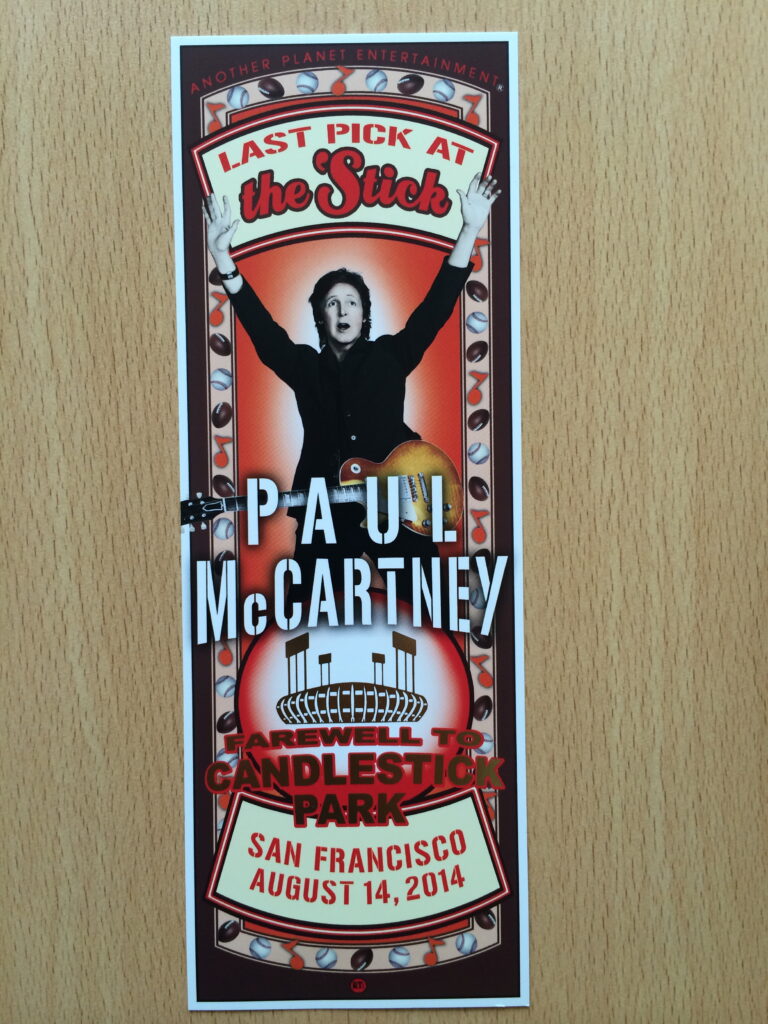 ANOTHER PLANET ENTERTAINMENT®
LAST PICK AT
the 'Stick
PAUL
McCARTNEY
FAREWELL TO
CANDLESTICK
PARK
SAN FRANCISCO
AUGUST 14, 2014